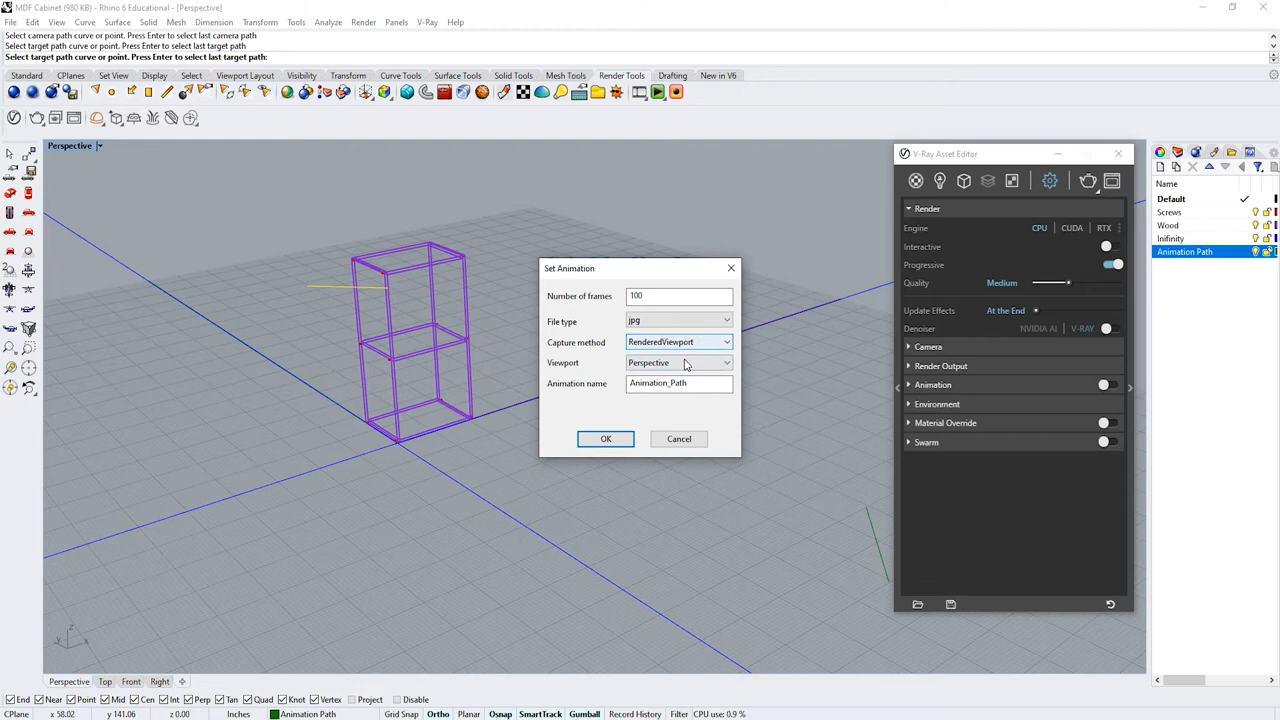 MDF Cabinet (980 KB) - Rhino 6 Educational - [Perspective]
File Edit View Curve Surface Solid Mesh Dimension Transform Tools Analyze Render Panels V-Ray Help
Select camera path curve or point. Press Enter to select last camera path
Select target path curve or point. Press Enter to select last target path
Select target path curve or point. Press Enter to select last target path:
Standard CPlanes Set View Display Select Viewport Layout Visibility Transform Curve Tools Surface Tools Solid Tools Mesh Tools Render Tools Drafting New in V6
Perspective
V-Ray Asset Editor
Render
Engine CPU CUDA RTX
Interactive
Progressive
Quality Medium
Update Effects At the End
Denoiser NVIDIA AI V-RAY
Camera
Render Output
Animation
Environment
Material Override
Swarm
Set Animation
Number of frames 100
File type jpg
Capture method RenderedViewport
Viewport Perspective
Animation name Animation_Path
OK Cancel
Name
Default
Screws
Wood
Inifinity
Animation Path
z
y x
Perspective Top Front Right
End Near Point Mid Cen Int Perp Tan Quad Knot Vertex Project Disable
CPlane x 58.02 y 141.06 z 0.00 Inches Animation Path Grid Snap Ortho Planar Osnap SmartTrack Gumball Record History Filter CPU use: 0.9 %